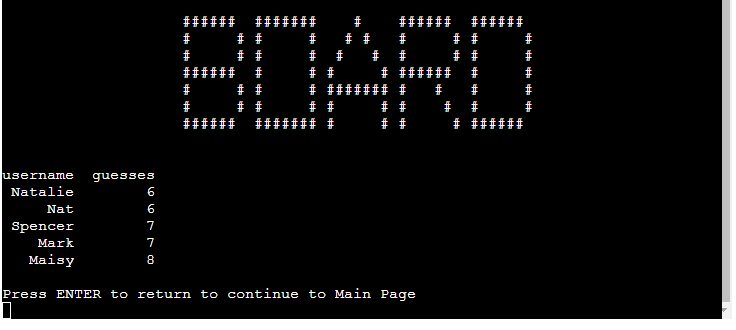 BOARD
username guesses
Natalie 6
Nat 6
Spencer 7
Mark 7
Maisy 8
Press ENTER to return to continue to Main Page